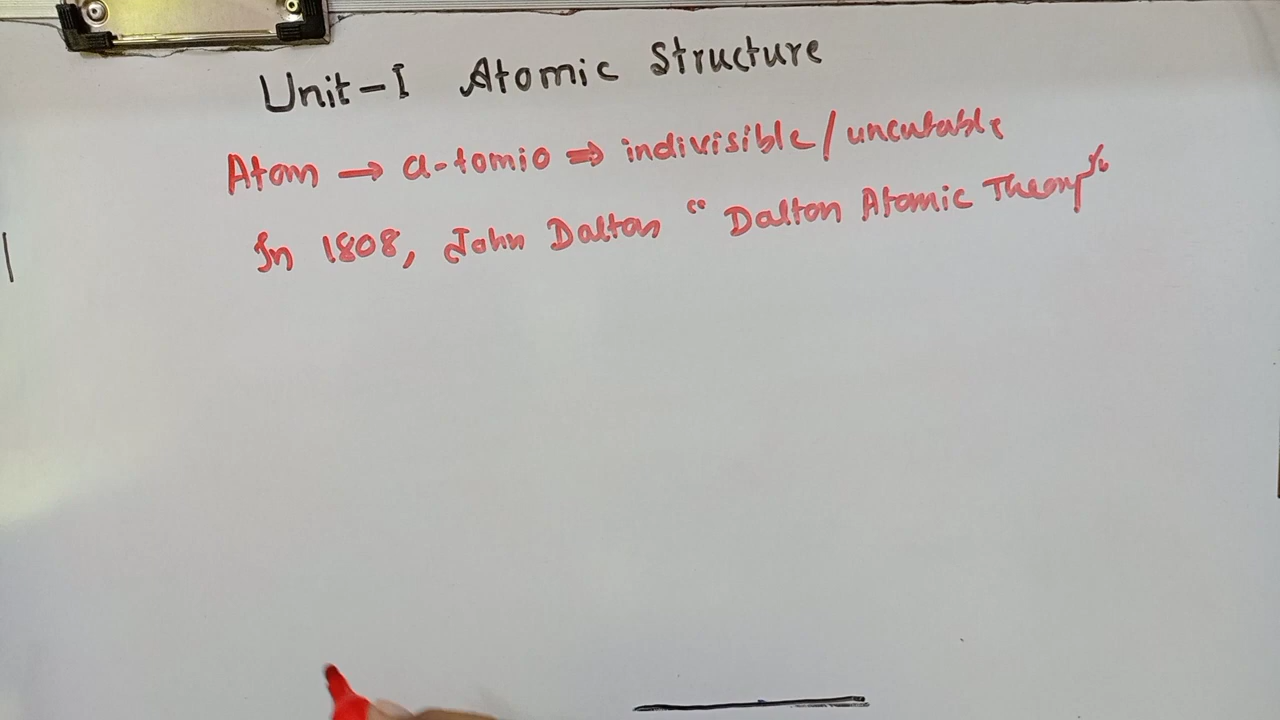 Unit-I Atomic Structure
Atom → a-tomio ⇒ indivisible/uncutable
In 1808, John Dalton “Dalton Atomic Theory”